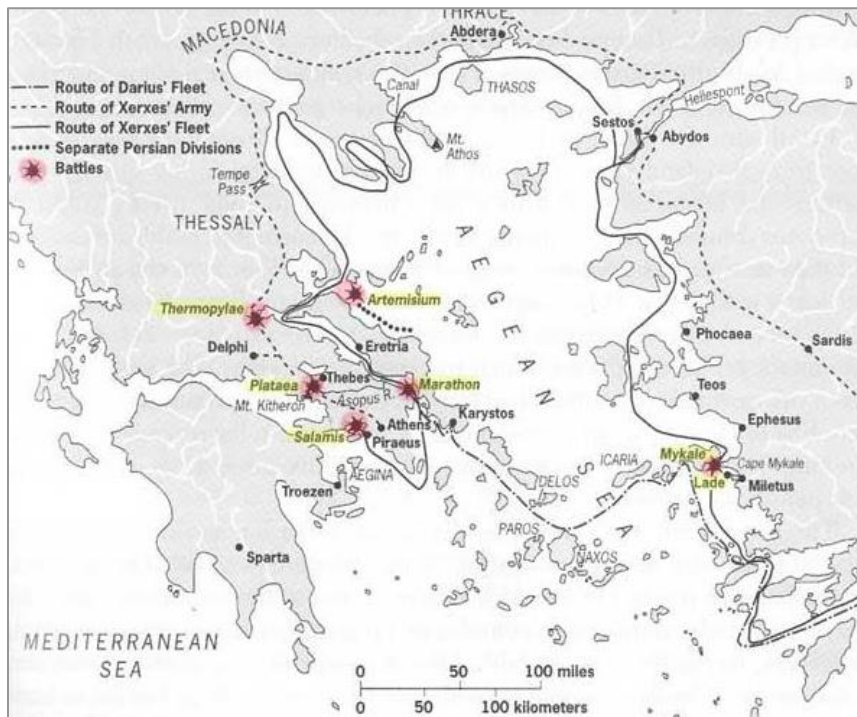 THRACE
MACEDONIA
Abdera
Route of Darius' Fleet
Route of Xerxes' Army
Route of Xerxes' Fleet
Separate Persian Divisions
Battles
Canal
THASOS
Hellespont
D
Sestos
Abydos
Mt.
Athos
Tempe
Pass
THESSALY
AEGEAN
Artemisium
Thermopylae
Phocaea
Sardis
Eretria
Delphi
Thebes
Plataea
Marathon
Teos
Asopus R.
Mt. Kitheron
Karystos
Ephesus
Athens
Salamis
Piraeus
SEA
ICARIA
Mykale
Cape Mykale
Lade
Miletus
AEGINA
DELOS
Troezen
PAROS
NAXOS
Sparta
MEDITERRANEAN
SEA
0 50 100 miles
0 50 100 kilometers